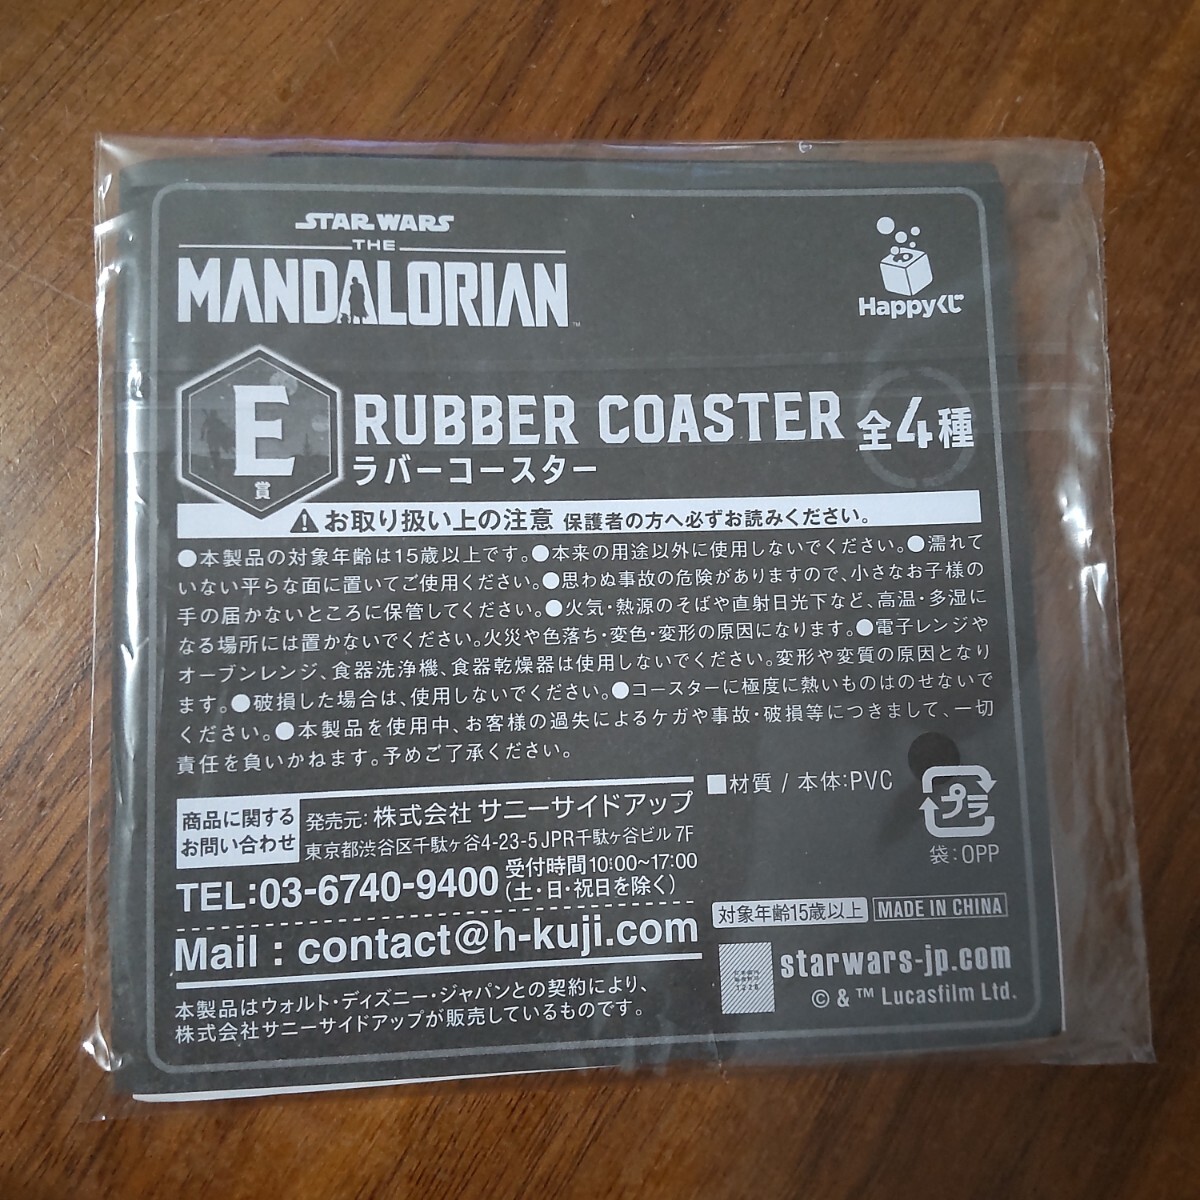 STAR WARS
THE
MANDALORIAN
TM
Happyくじ
E
賞
RUBBER COASTER 全4種
ラバーコースター
お取り扱い上の注意 保護者の方へ必ずお読みください。
●本製品の対象年齢は15歳以上です。●本来の用途以外に使用しないでください。●濡れて
いない平らな面に置いてご使用ください。●思わぬ事故の危険がありますので、小さなお子様の
手の届かないところに保管してください。●火気・熱源のそばや直射日光下など、高温・多湿に
なる場所には置かないでください。火災や色落ち・変色・変形の原因になります。●電子レンジや
オーブンレンジ、食器洗浄機、食器乾燥器は使用しないでください。変形や変質の原因となり
ます。●破損した場合は、使用しないでください。●コースターに極度に熱いものはのせないで
ください。●本製品を使用中、お客様の過失によるケガや事故・破損等につきまして、一切
責任を負いかねます。予めご了承ください。
■材質 / 本体:PVC
プラ
袋:OPP
商品に関する
お問い合わせ
発売元: 株式会社 サニーサイドアップ
東京都渋谷区千駄ヶ谷4-23-5 JPR千駄ヶ谷ビル 7F
TEL:03-6740-9400
受付時間10:00~17:00
(土・日・祝日を除く)
Mail : contact@h-kuji.com
対象年齢15歳以上
MADE IN CHINA
starwars-jp.com
© & ™ Lucasfilm Ltd.
本製品はウォルト・ディズニー・ジャパンとの契約により、
株式会社サニーサイドアップが販売しているものです。